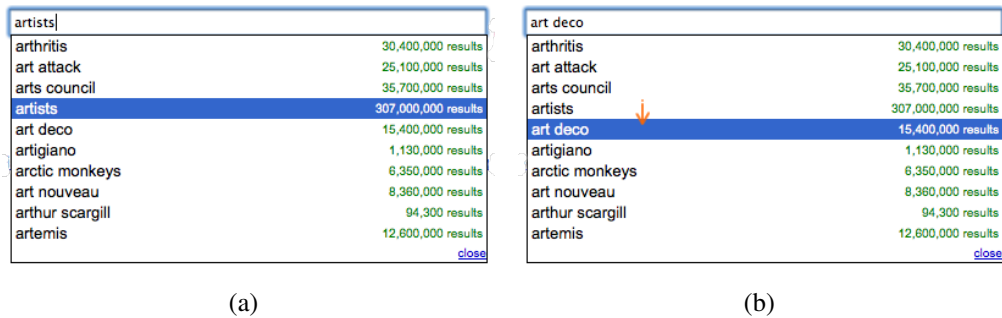 artists
arthritis 30,400,000 results
art attack 25,100,000 results
arts council 35,700,000 results
artists 307,000,000 results
art deco 15,400,000 results
artigiano 1,130,000 results
arctic monkeys 6,350,000 results
art nouveau 8,360,000 results
arthur scargill 94,300 results
artemis 12,600,000 results
close
(a)
art deco
arthritis 30,400,000 results
art attack 25,100,000 results
arts council 35,700,000 results
artists 307,000,000 results
art deco 15,400,000 results
artigiano 1,130,000 results
arctic monkeys 6,350,000 results
art nouveau 8,360,000 results
arthur scargill 94,300 results
artemis 12,600,000 results
close
(b)